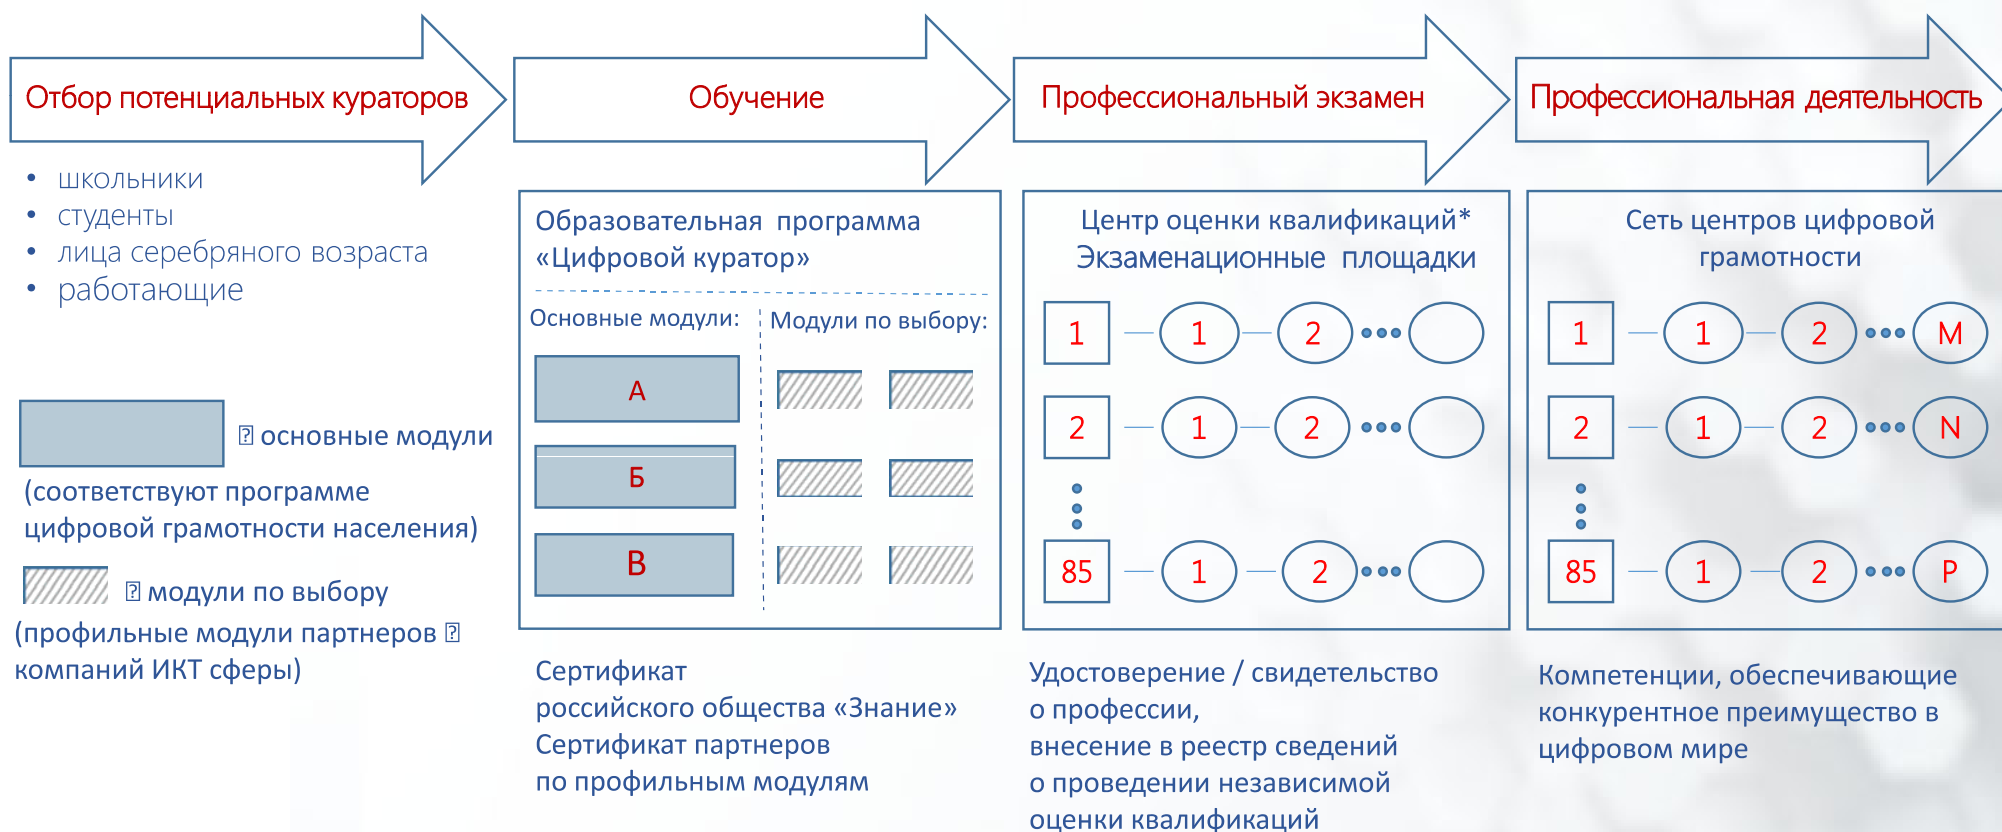 Отбор потенциальных кураторов
Обучение
Профессиональный экзамен
Профессиональная деятельность
• школьники
• студенты
• лица серебряного возраста
• работающие
основные модули
(соответствуют программе
цифровой грамотности населения)
модули по выбору
(профильные модули партнеров
компаний ИКТ сферы)
Образовательная программа
«Цифровой куратор»
Основные модули:
Модули по выбору:
А
Б
В
Сертификат
российского общества «Знание»
Сертификат партнеров
по профильным модулям
Центр оценки квалификаций*
Экзаменационные площадки
1 1 2
2 1 2
85 1 2
Удостоверение / свидетельство
о профессии,
внесение в реестр сведений
о проведении независимой
оценки квалификаций
Сеть центров цифровой
грамотности
1 1 2 M
2 1 2 N
85 1 2 P
Компетенции, обеспечивающие
конкурентное преимущество в
цифровом мире